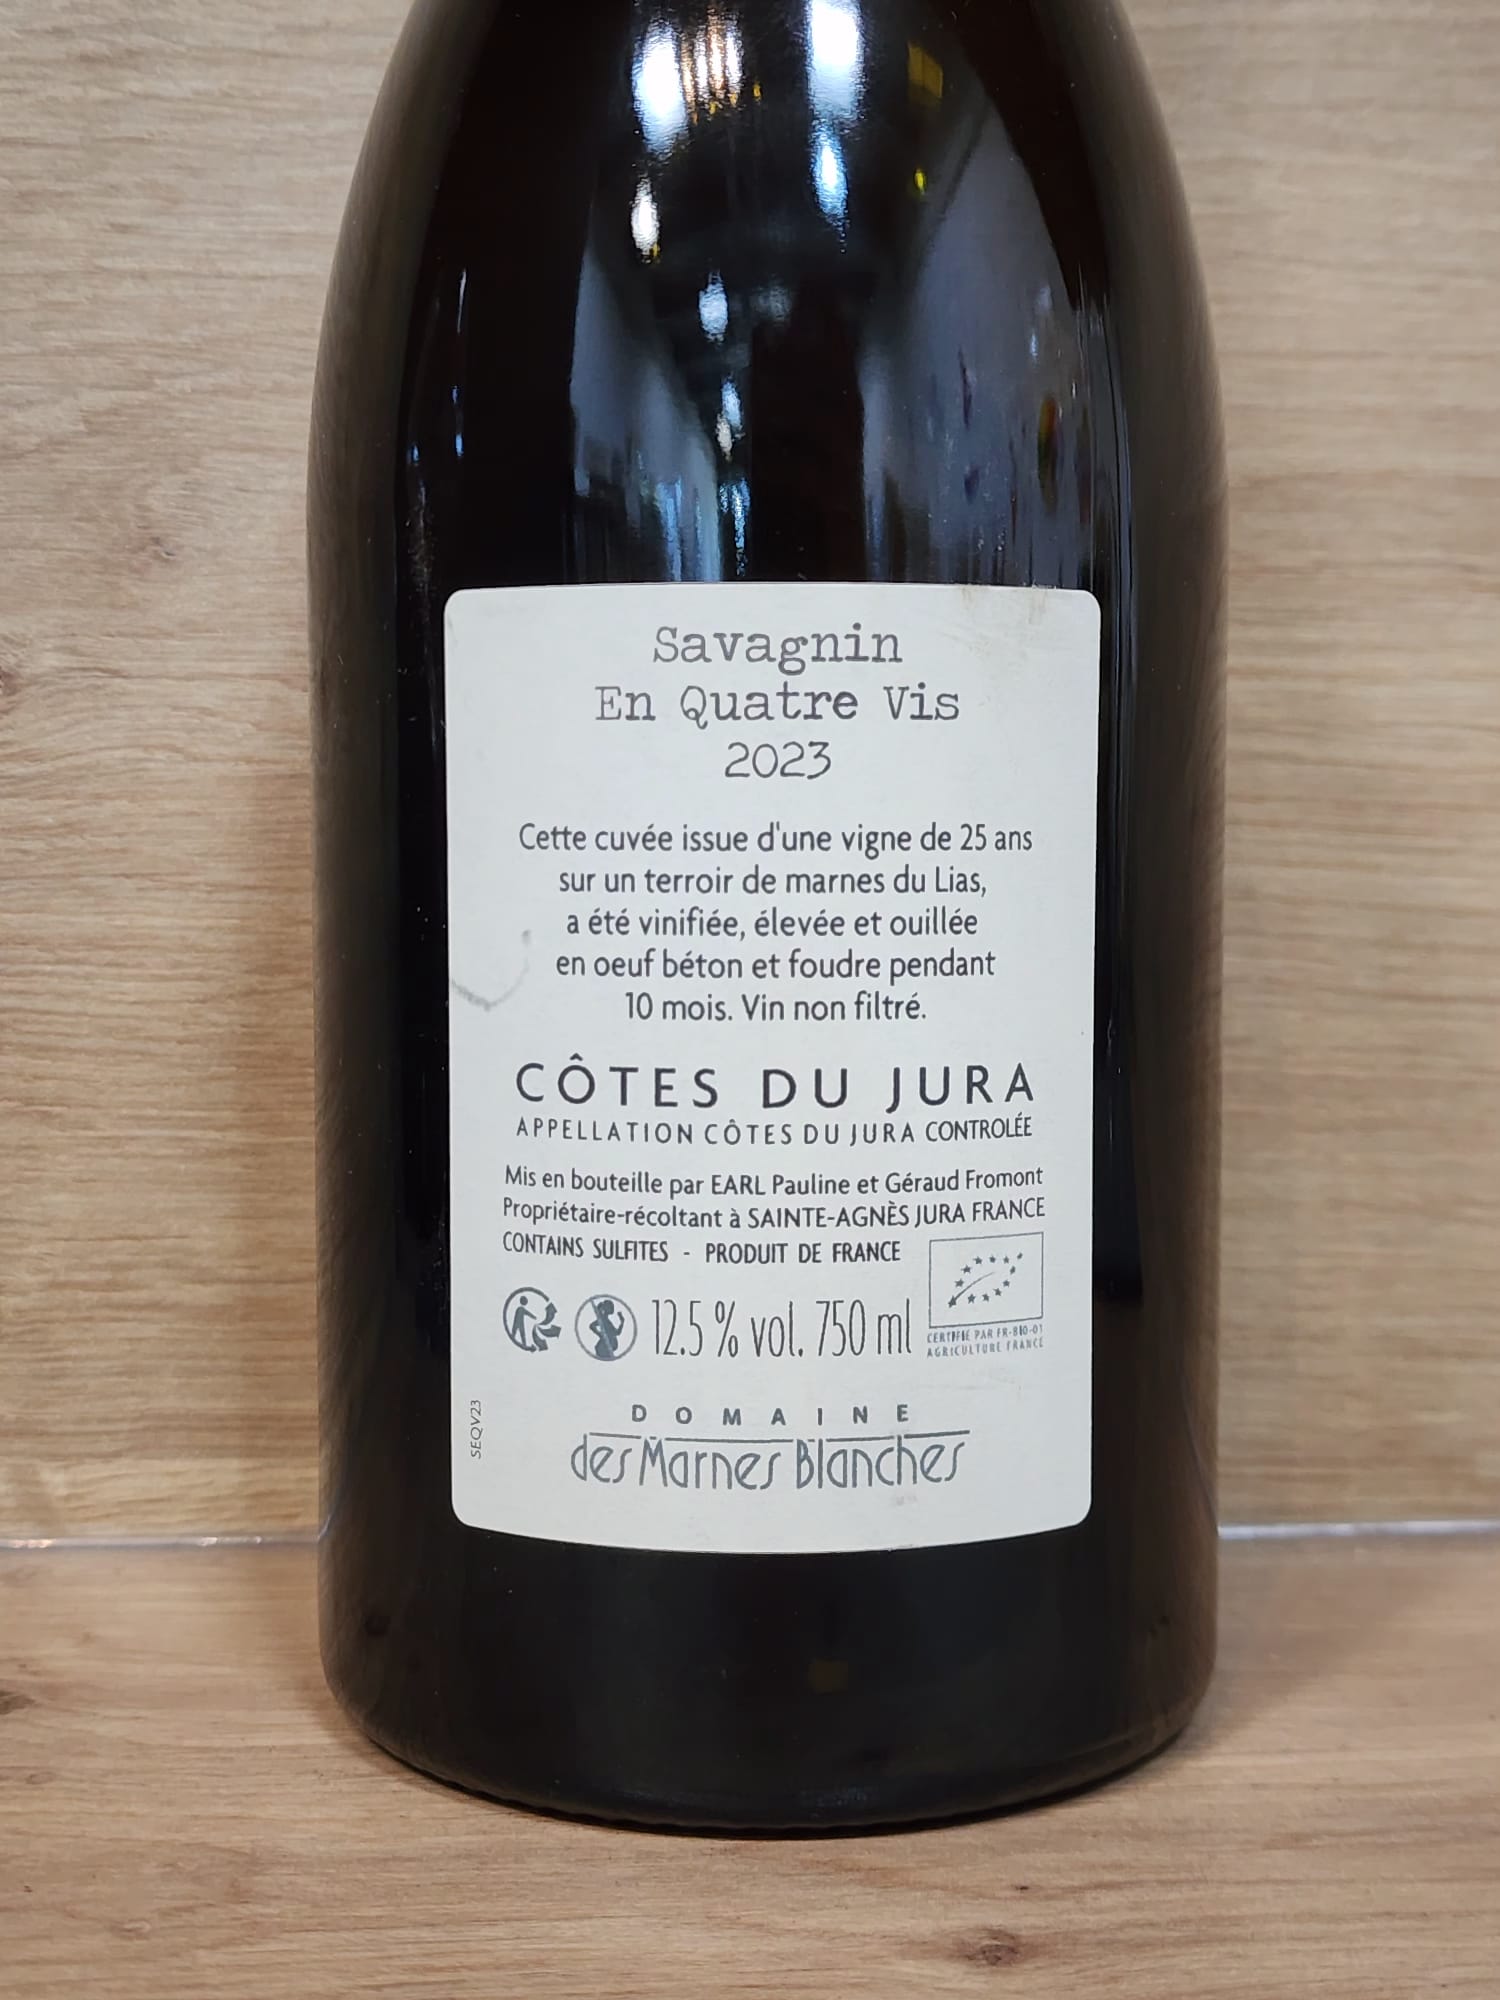 Savagnin
En Quatre Vis
2023
Cette cuvée issue d'une vigne de 25 ans
sur un terroir de marnes du Lias,
a été vinifiée, élevée et ouillée
en oeuf béton et foudre pendant
10 mois. Vin non filtré.
CÔTES DU JURA
APPELLATION CÔTES DU JURA CONTROLÉE
Mis en bouteille par EARL Pauline et Géraud Fromont
Propriétaire-récoltant à SAINTE-AGNÈS JURA FRANCE
CONTAINS SULFITES - PRODUIT DE FRANCE
12.5 % vol. 750 ml
CERTIFIÉ PAR FR-BIO-01
AGRICULTURE FRANCE
SEQV23
DOMAINE
des Marnes Blanches